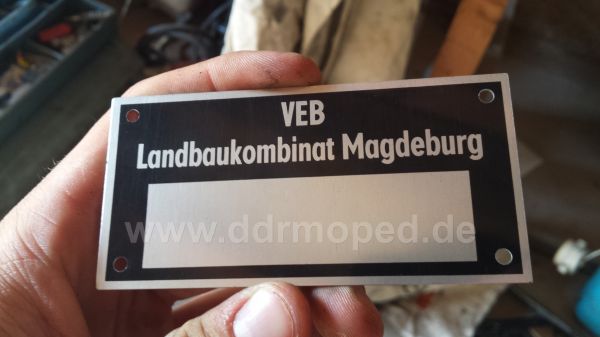 VEB
Landbaukombinat Magdeburg
www.ddrmoped.de